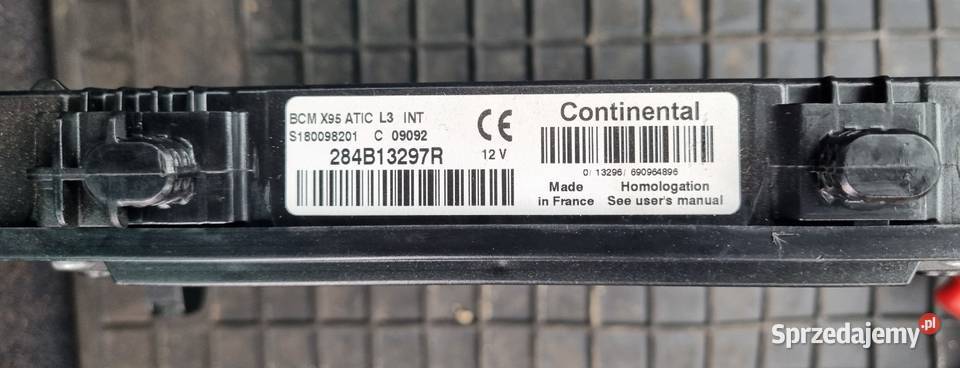 BCM X95 ATIC L3 INT
S180098201 C 09092
284B13297R 12 V
Continental
0/ 13296/ 690964896
Made in France
Homologation See user's manual
Sprzedajemy.pl